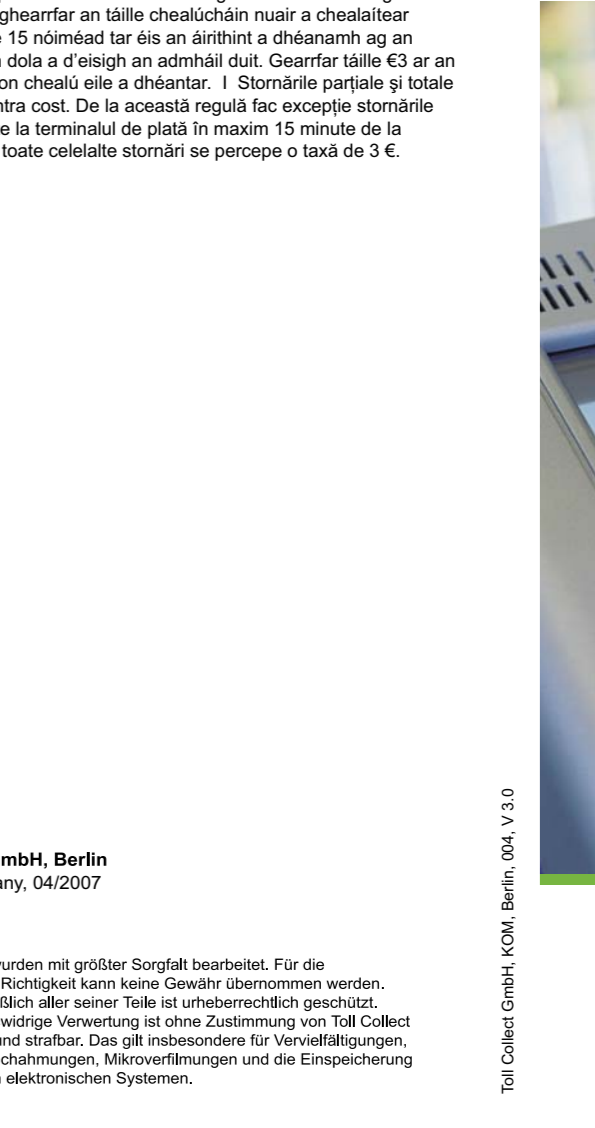 ghearrfar an táille chealúcháin nuair a chealaítear
15 nóiméad tar éis an áirithint a dhéanamh ag an
dola a d'eisigh an admháil duit. Gearrfar táille €3 ar an
on chealú eile a dhéantar. I Stornările parţiale şi totale
ntra cost. De la această regulă fac excepţie stornările
e la terminalul de plată în maxim 15 minute de la
toate celelalte stornări se percepe o taxă de 3 €.
mbH, Berlin
any, 04/2007
wurden mit größter Sorgfalt bearbeitet. Für die
Richtigkeit kann keine Gewähr übernommen werden.
ßlich aller seiner Teile ist urheberrechtlich geschützt.
widrige Verwertung ist ohne Zustimmung von Toll Collect
und strafbar. Das gilt insbesondere für Vervielfältigungen,
chahmungen, Mikroverfilmungen und die Einspeicherung
elektronischen Systemen.
Toll Collect GmbH, KOM, Berlin, 004, V 3.0